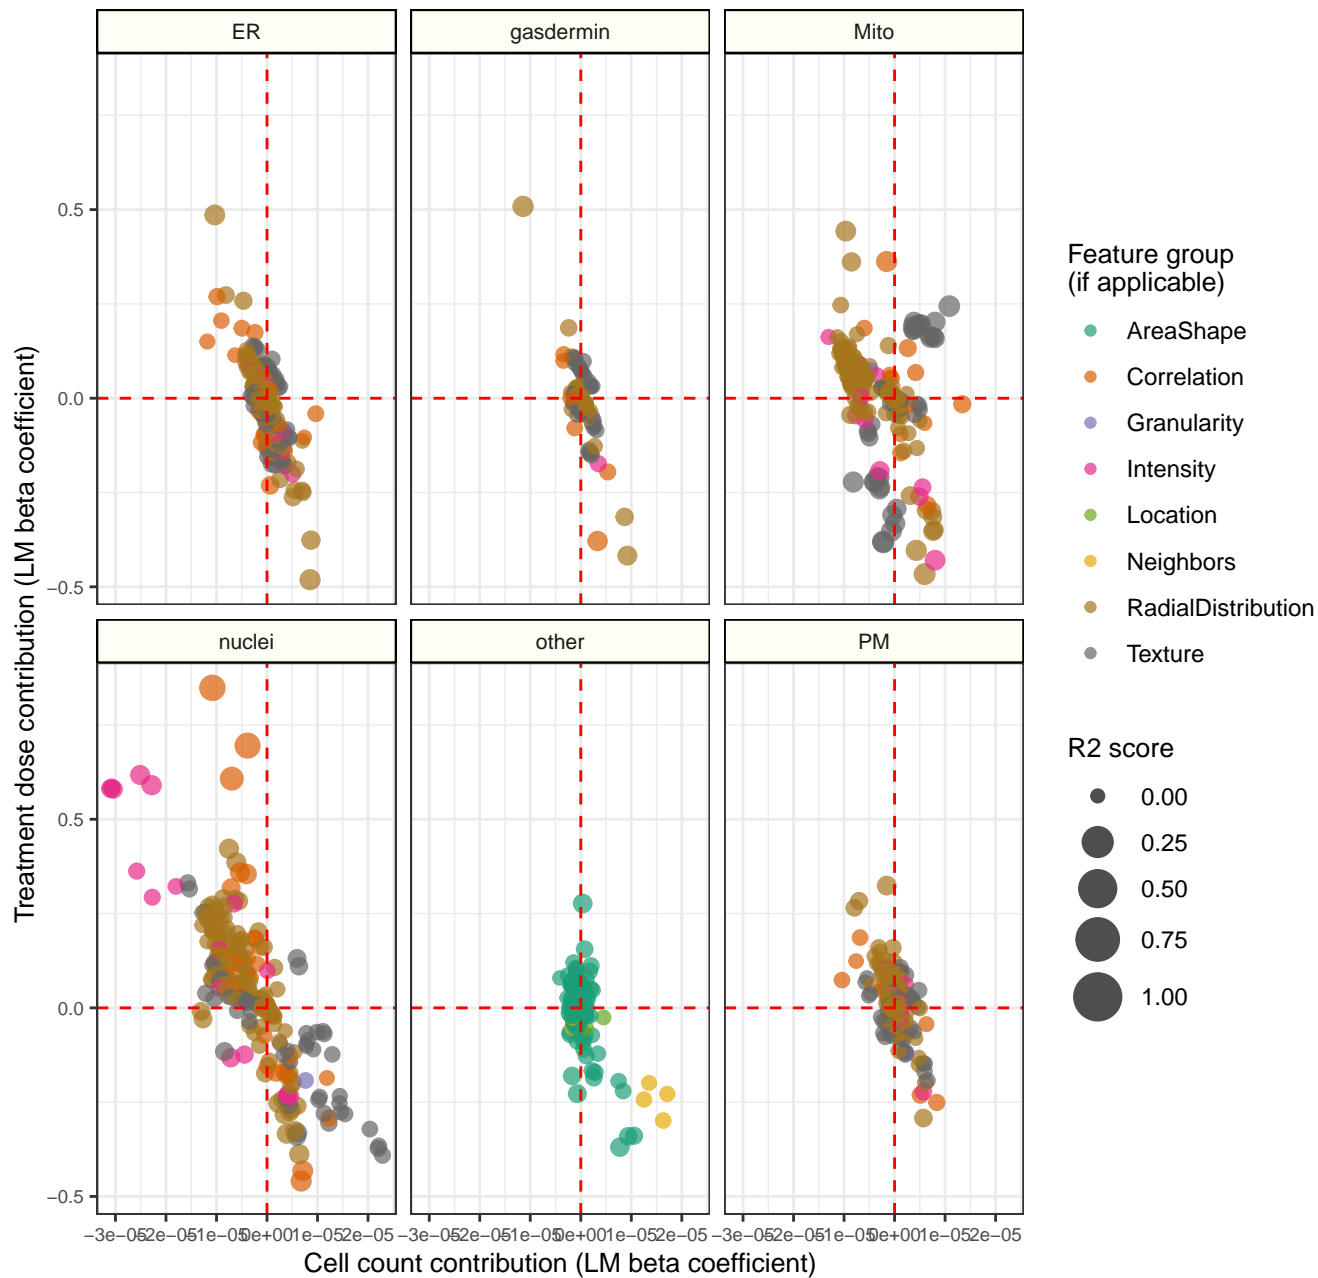 ER
gasdermin
Mito
0.5
0.0
−0.5
nuclei
other
PM
0.5
0.0
−0.5
−3e−05 −2e−05 −1e−05 0e+00 1e−05 2e−05
−3e−05 −2e−05 −1e−05 0e+00 1e−05 2e−05
−3e−05 −2e−05 −1e−05 0e+00 1e−05 2e−05
Cell count contribution (LM beta coefficient)
Treatment dose contribution (LM beta coefficient)
Feature group
(if applicable)
AreaShape
Correlation
Granularity
Intensity
Location
Neighbors
RadialDistribution
Texture
R2 score
0.00
0.25
0.50
0.75
1.00